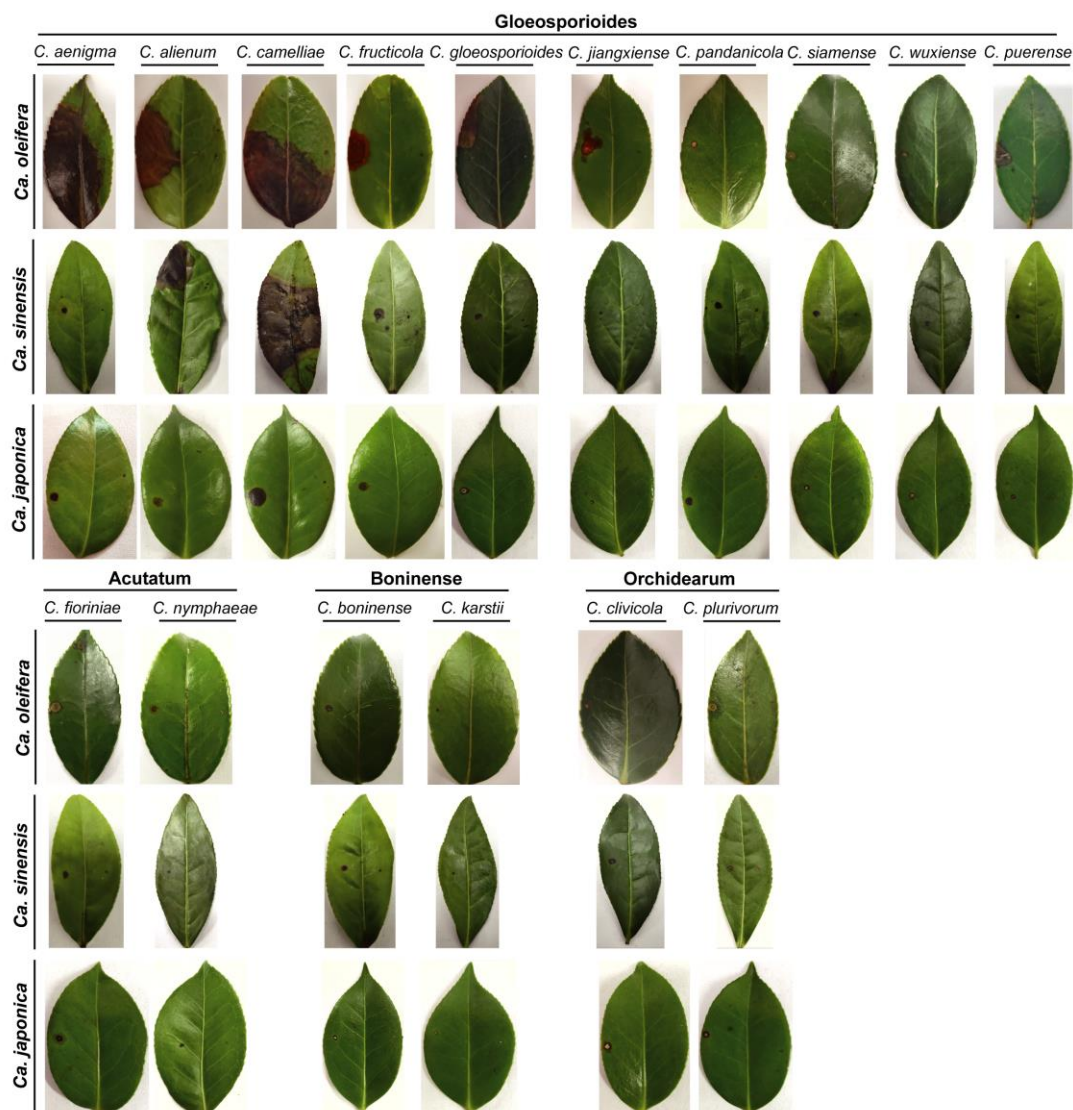 Gloeosporioides
C. aenigma C. alienum C. camelliae C. fructicola C. gloeosporioides C. jiangxiense C. pandanicola C. siamense C. wuxiense C. puerense
Ca. oleifera
Ca. sinensis
Ca. japonica
Acutatum Boninense Orchidearum
C. fioriniae C. nymphaeae C. boninense C. karstii C. clivicola C. plurivorum
Ca. oleifera
Ca. sinensis
Ca. japonica